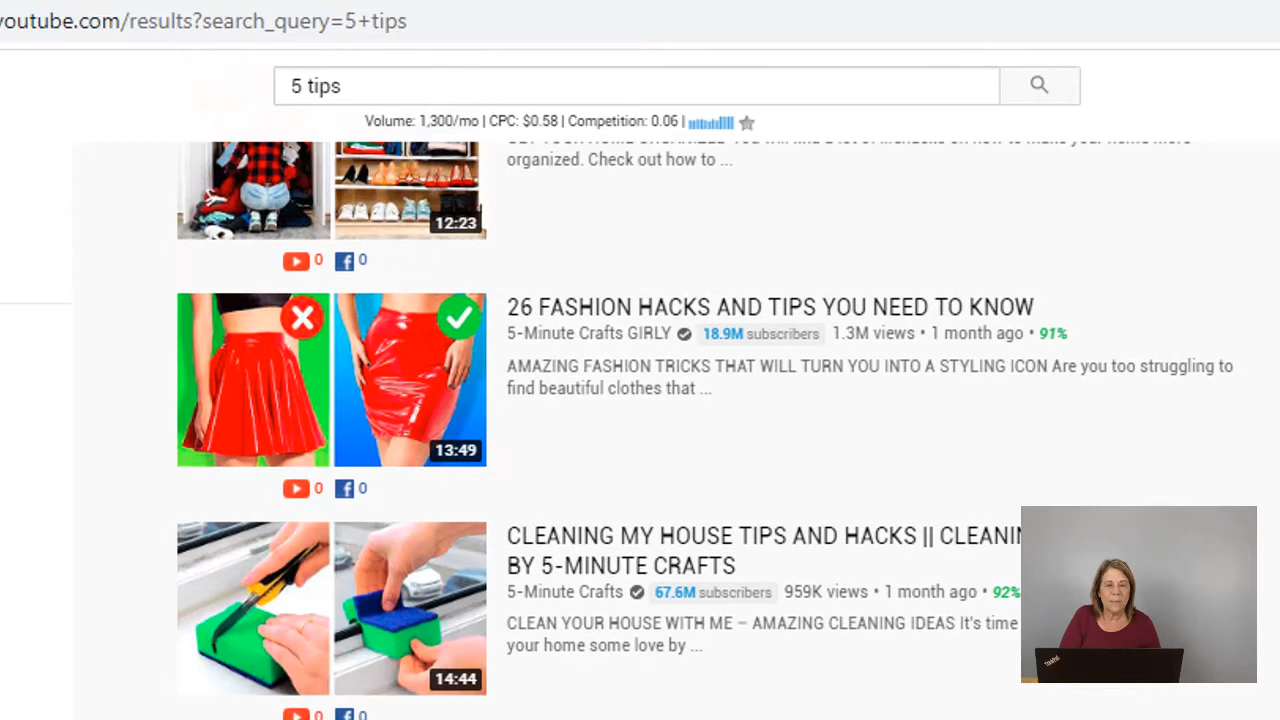 youtube.com/results?search_query=5+tips
5 tips
Volume: 1,300/mo | CPC: $0.58 | Competition: 0.06 |
organized. Check out how to ...
12:23
0 0
26 FASHION HACKS AND TIPS YOU NEED TO KNOW
5-Minute Crafts GIRLY 18.9M subscribers 1.3M views • 1 month ago • 91%
AMAZING FASHION TRICKS THAT WILL TURN YOU INTO A STYLING ICON Are you too struggling to
find beautiful clothes that ...
13:49
0 f 0
CLEANING MY HOUSE TIPS AND HACKS || CLEANIN
BY 5-MINUTE CRAFTS
5-Minute Crafts 67.6M subscribers 959K views • 1 month ago • 92%
CLEAN YOUR HOUSE WITH ME – AMAZING CLEANING IDEAS It's time
your home some love by ...
14:44
ThinkPad
0 0